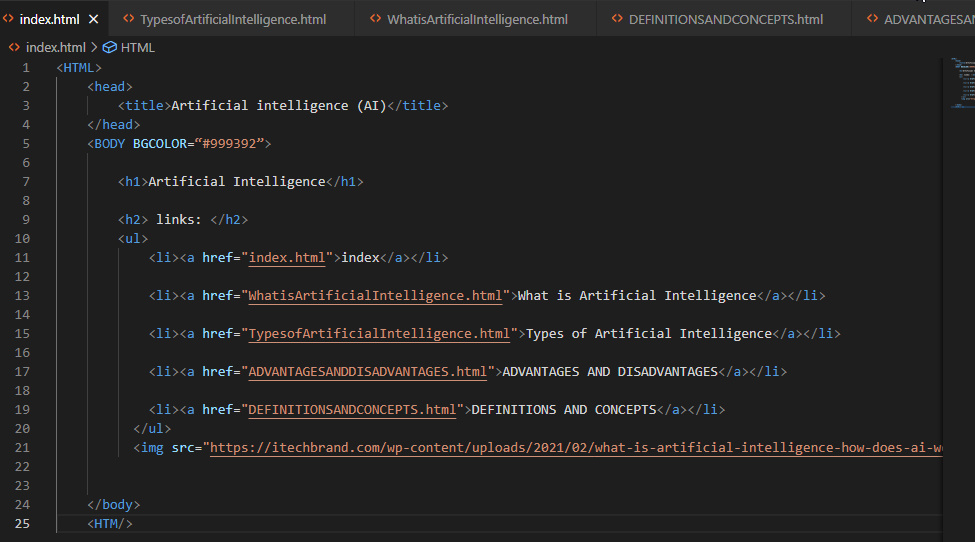 index.html TypesofArtificialIntelligence.html WhatisArtificialIntelligence.html DEFINITIONSANDCONCEPTS.html ADVANTAGESAN
index.html > HTML
1 <HTML>
2 <head>
3 <title>Artificial intelligence (AI)</title>
4 </head>
5 <BODY BGCOLOR=“#999392”>
6
7 <h1>Artificial Intelligence</h1>
8
9 <h2> links: </h2>
10 <ul>
11 <li><a href="index.html">index</a></li>
12
13 <li><a href="WhatisArtificialIntelligence.html">What is Artificial Intelligence</a></li>
14
15 <li><a href="TypesofArtificialIntelligence.html">Types of Artificial Intelligence</a></li>
16
17 <li><a href="ADVANTAGESANDDISADVANTAGES.html">ADVANTAGES AND DISADVANTAGES</a></li>
18
19 <li><a href="DEFINITIONSANDCONCEPTS.html">DEFINITIONS AND CONCEPTS</a></li>
20 </ul>
21 <img src="https://itechbrand.com/wp-content/uploads/2021/02/what-is-artificial-intelligence-how-does-ai-w
22
23
24 </body>
25 <HTM/>